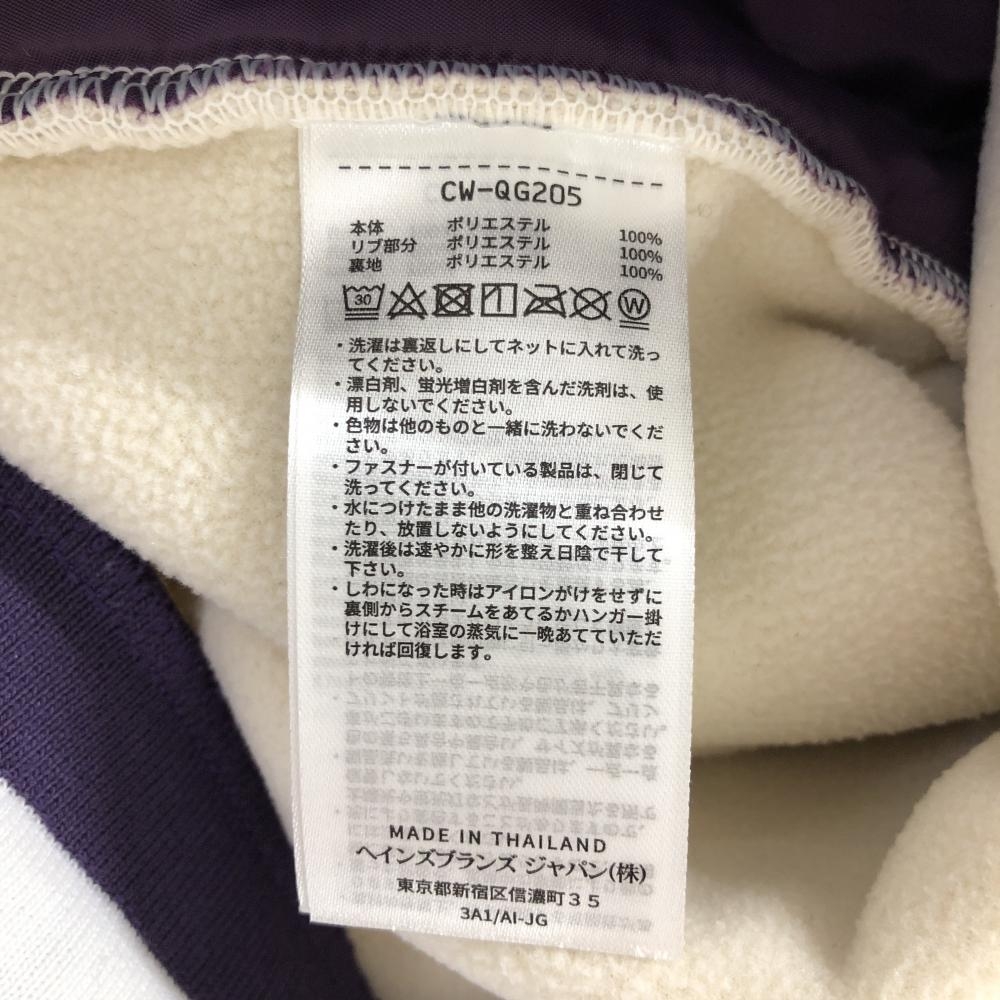 CW-QG205
本体 ポリエステル 100%
リブ部分 ポリエステル 100%
裏地 ポリエステル 100%
30 W
・洗濯は裏返しにしてネットに入れて洗っ
てください。
・漂白剤、蛍光増白剤を含んだ洗剤は、使
用しないでください。
・色物は他のものと一緒に洗わないでくだ
さい。
・ファスナーが付いている製品は、閉じて
洗ってください。
・水につけたまま他の洗濯物と重ね合わせ
たり、放置しないようにしてください。
・洗濯後は速やかに形を整え日陰で干して
下さい。
・しわになった時はアイロンがけをせずに
裏側からスチームをあてるかハンガー掛
けにして浴室の蒸気に一晩あてていただ
ければ回復します。
MADE IN THAILAND
ヘインズブランズ ジャパン(株)
東京都新宿区信濃町35
3A1/AI-JG